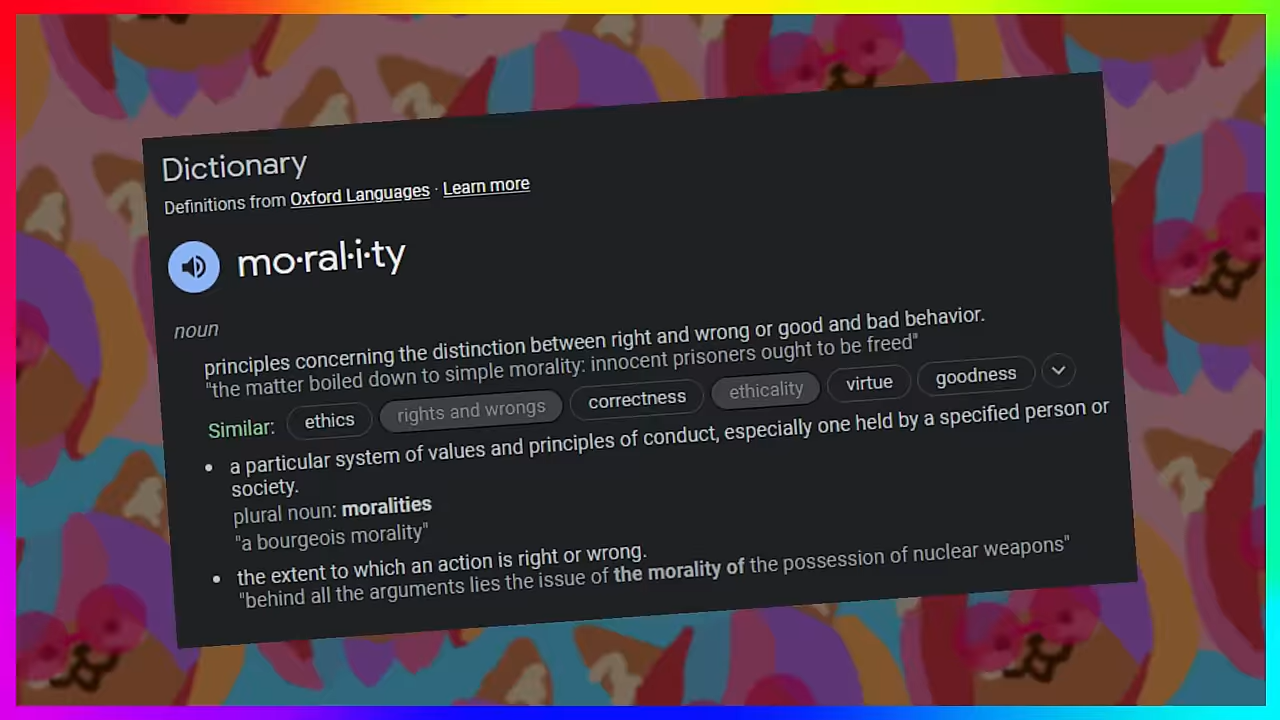 Dictionary
Definitions from Oxford Languages · Learn more
mo·ral·i·ty
noun
principles concerning the distinction between right and wrong or good and bad behavior.
"the matter boiled down to simple morality: innocent prisoners ought to be freed"
Similar: ethics rights and wrongs correctness ethicality virtue goodness
• a particular system of values and principles of conduct, especially one held by a specified person or
society.
plural noun: moralities
"a bourgeois morality"
• the extent to which an action is right or wrong.
"behind all the arguments lies the issue of the morality of the possession of nuclear weapons"